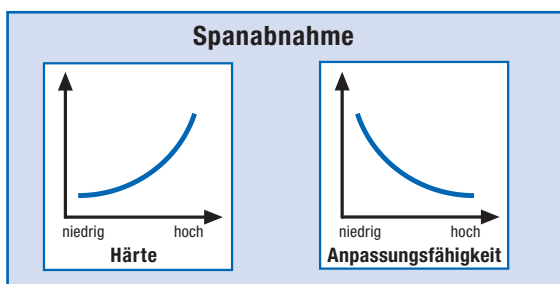 Spanabnahme
niedrig hoch
Härte
niedrig hoch
Anpassungsfähigkeit